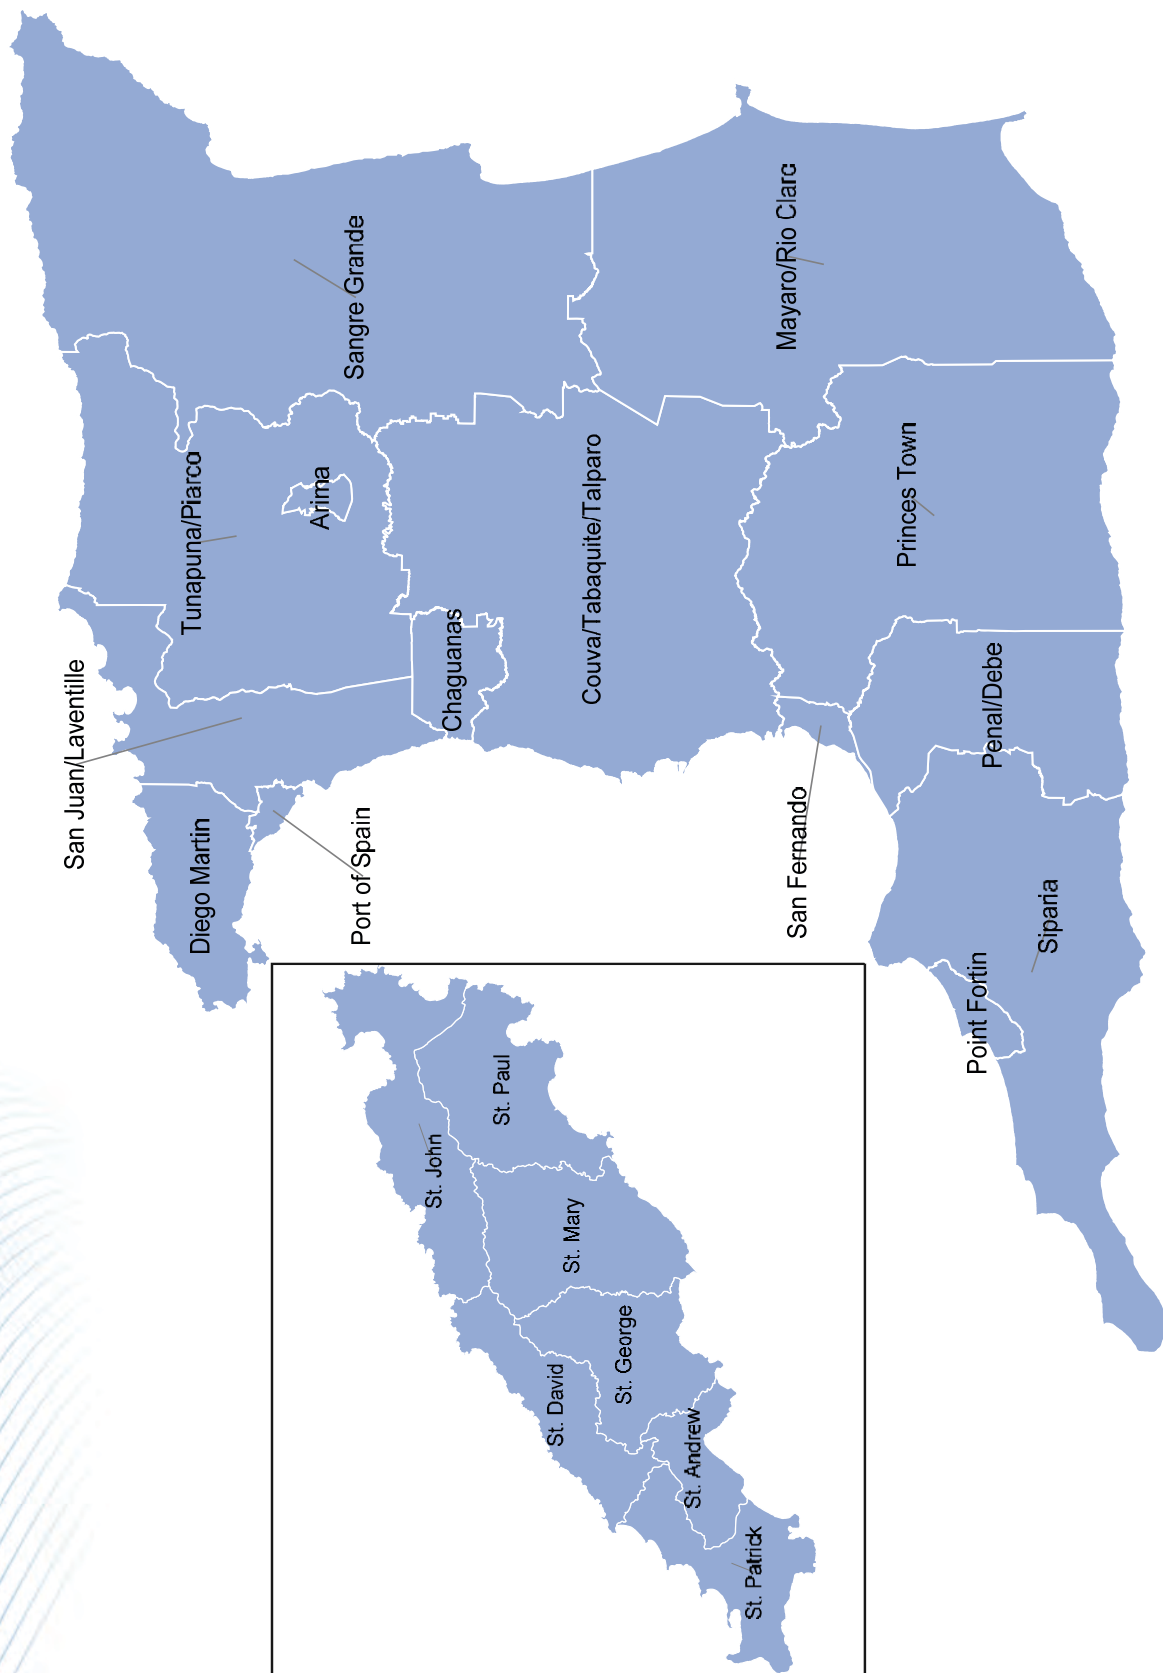 San Juan/Laventville
Diego Martin
Port of Spain
Tunapuna/Piarco
Arima
Sangre Grande
Chaguanas
Couva/Tabaquite/Talparo
Mayaro/Rio Claro
San Fernando
Princes Town
Penal/Debe
Siparia
Point Fortin
St. John
St. Paul
St. Mary
St. George
St. David
St. Andrew
St. Patrick